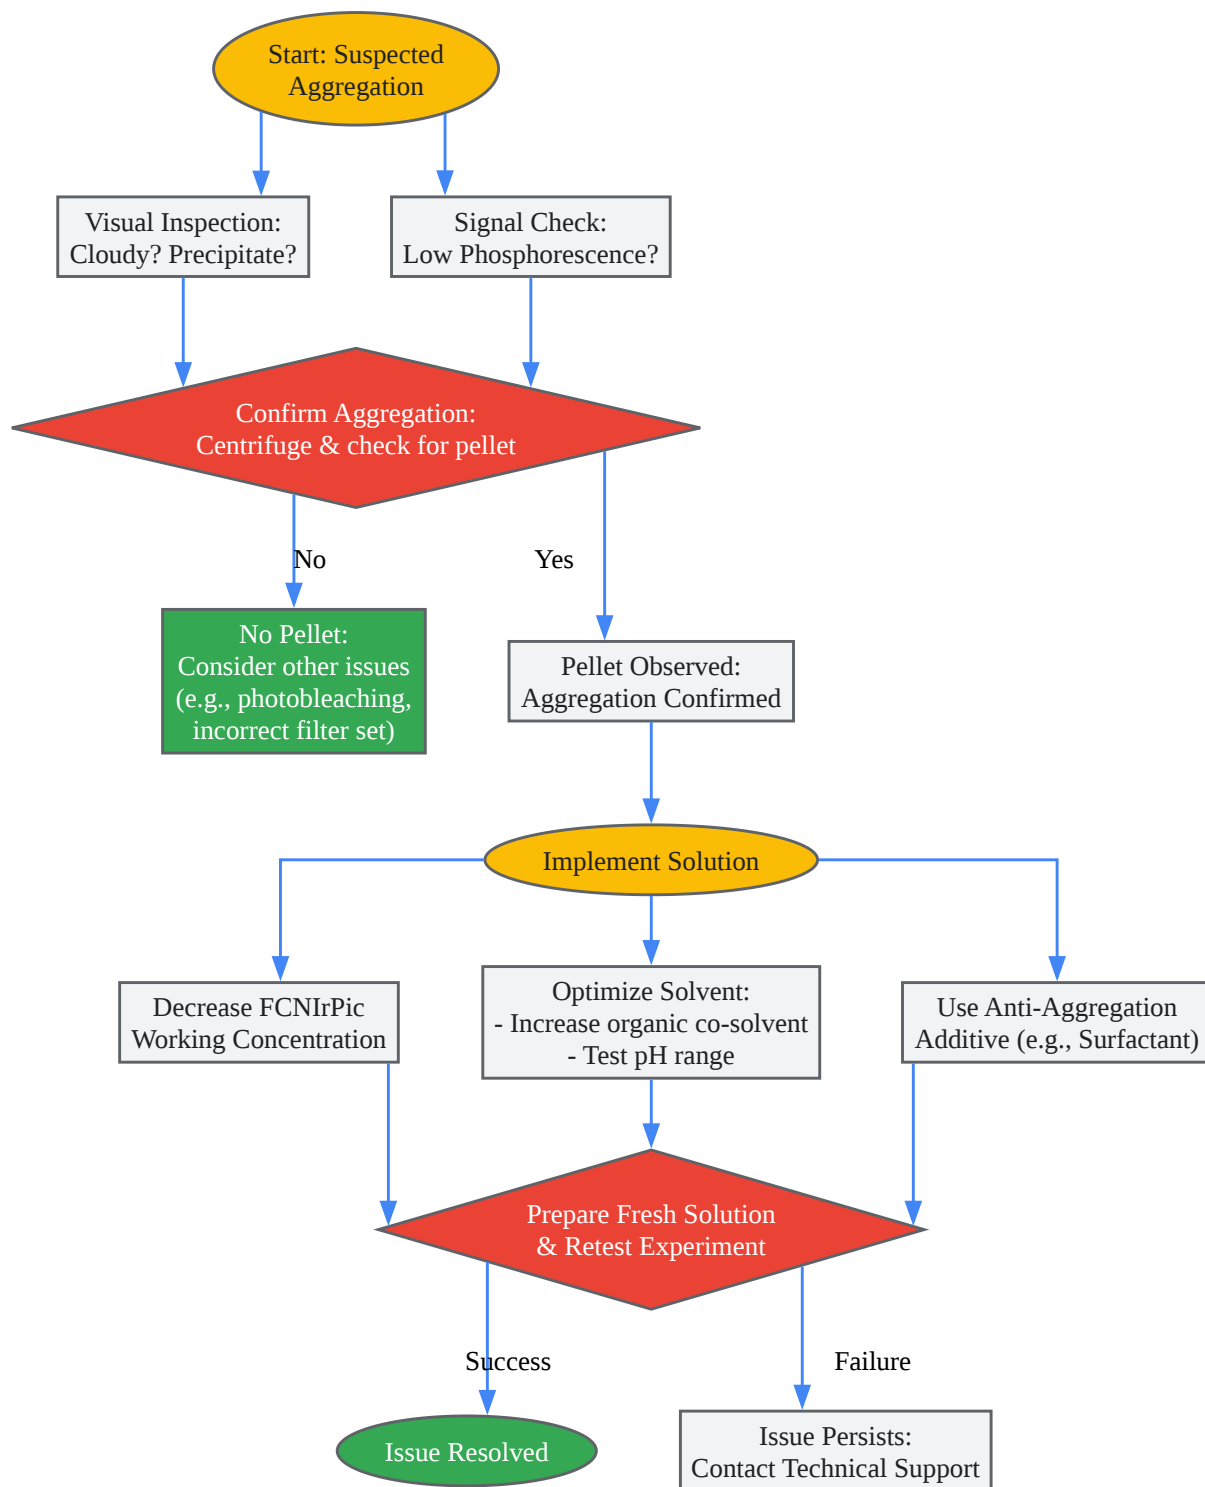 Start: Suspected
Aggregation
Visual Inspection:
Cloudy? Precipitate?
Signal Check:
Low Phosphorescence?
Confirm Aggregation:
Centrifuge & check for pellet
No
Yes
No Pellet:
Consider other issues
(e.g., photobleaching,
incorrect filter set)
Pellet Observed:
Aggregation Confirmed
Implement Solution
Decrease FCNIrPic
Working Concentration
Optimize Solvent:
- Increase organic co-solvent
- Test pH range
Use Anti-Aggregation
Additive (e.g., Surfactant)
Prepare Fresh Solution
& Retest Experiment
Success
Failure
Issue Resolved
Issue Persists:
Contact Technical Support